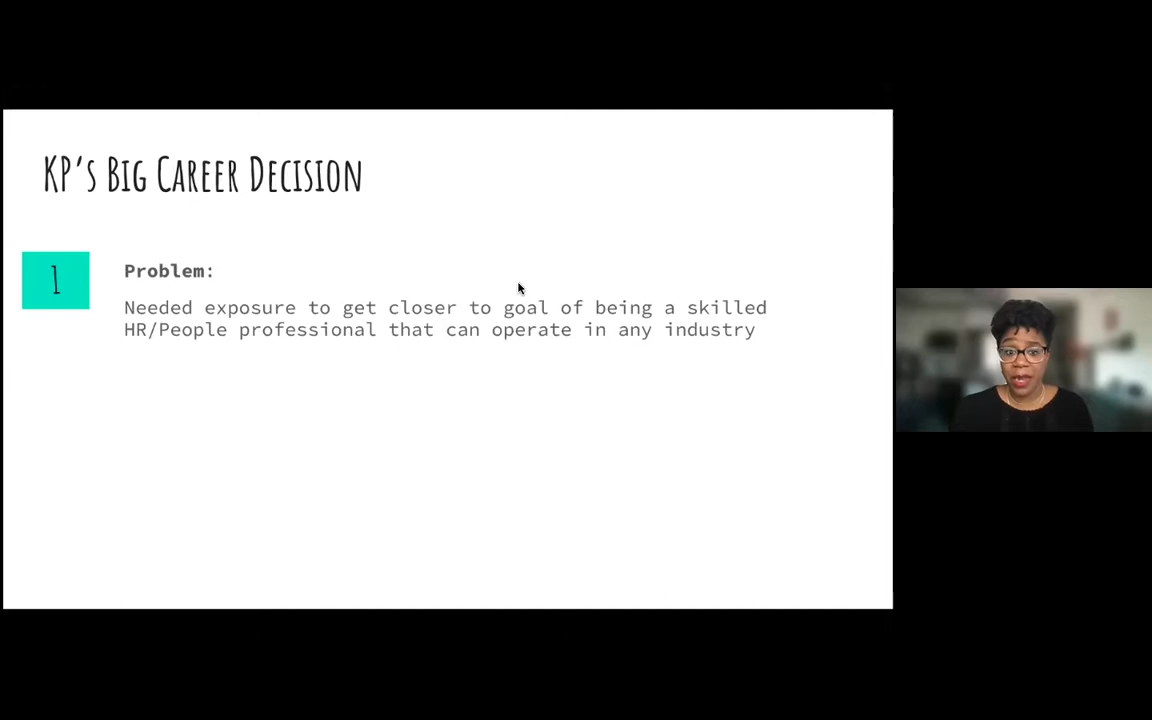 KP's Big Career Decision
1
Problem:
Needed exposure to get closer to goal of being a skilled
HR/People professional that can operate in any industry